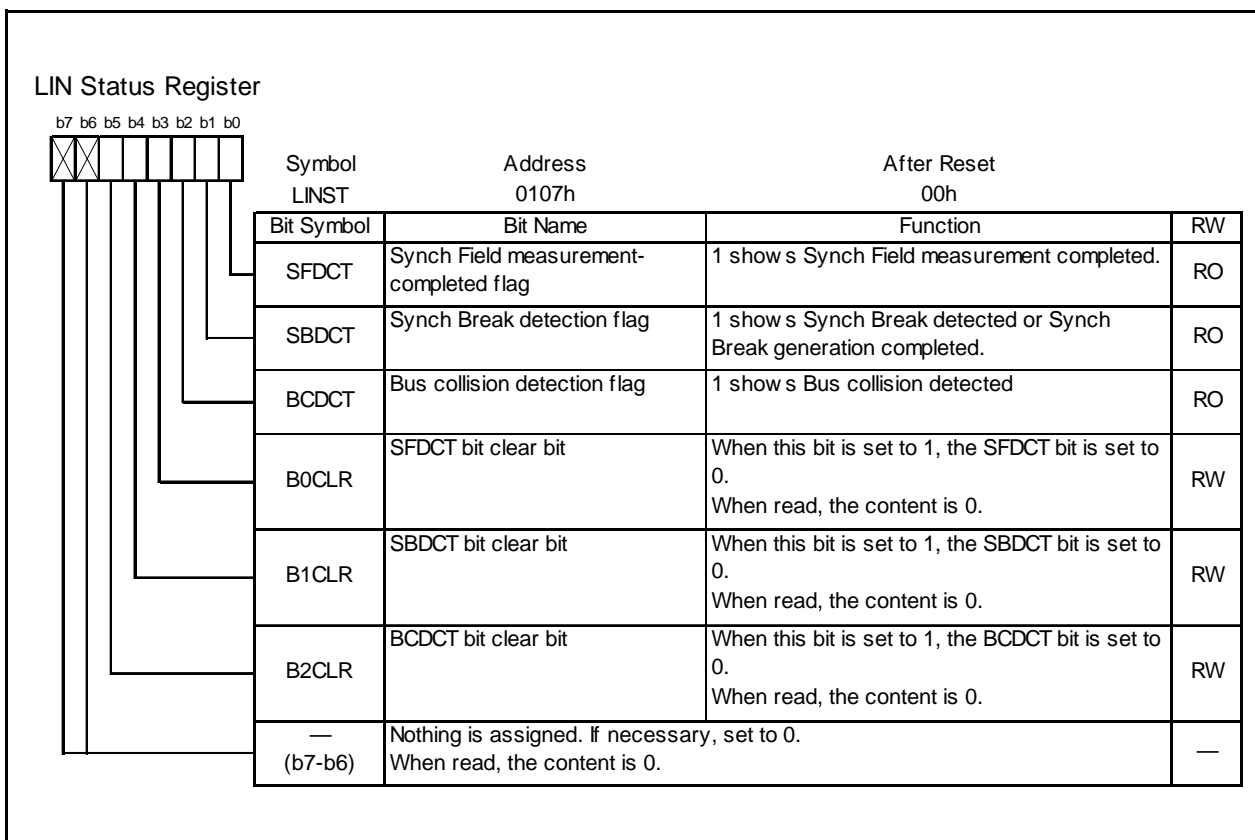 LIN Status Register
b7 b6 b5 b4 b3 b2 b1 b0
Symbol Address After Reset
LINST 0107h 00h
Bit Symbol Bit Name Function RW
SFDCT Synch Field measurement- 1 shows Synch Field measurement completed. RO
completed flag
SBDCT Synch Break detection flag 1 shows Synch Break detected or Synch RO
Break generation completed.
BCDCT Bus collision detection flag 1 shows Bus collision detected RO
B0CLR SFDCT bit clear bit When this bit is set to 1, the SFDCT bit is set to RW
0.
When read, the content is 0.
B1CLR SBDCT bit clear bit When this bit is set to 1, the SBDCT bit is set to RW
0.
When read, the content is 0.
B2CLR BCDCT bit clear bit When this bit is set to 1, the BCDCT bit is set to RW
0.
When read, the content is 0.
— Nothing is assigned. If necessary, set to 0. —
(b7-b6) When read, the content is 0.